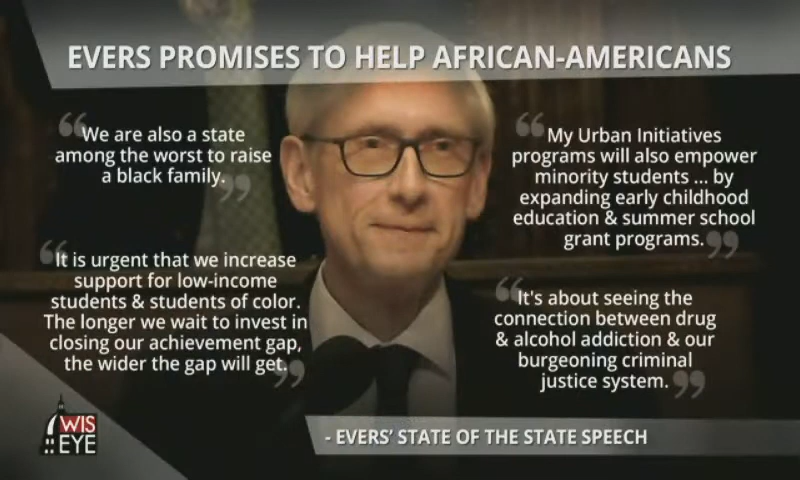 EVERS PROMISES TO HELP AFRICAN-AMERICANS
“We are also a state
among the worst to raise
a black family.”
“It is urgent that we increase
support for low-income
students & students of color.
The longer we wait to invest in
closing our achievement gap,
the wider the gap will get.”
“My Urban Initiatives
programs will also empower
minority students ... by
expanding early childhood
education & summer school
grant programs.”
“It's about seeing the
connection between drug
& alcohol addiction & our
burgeoning criminal
justice system.”
- EVERS’ STATE OF THE STATE SPEECH
WIS
EYE